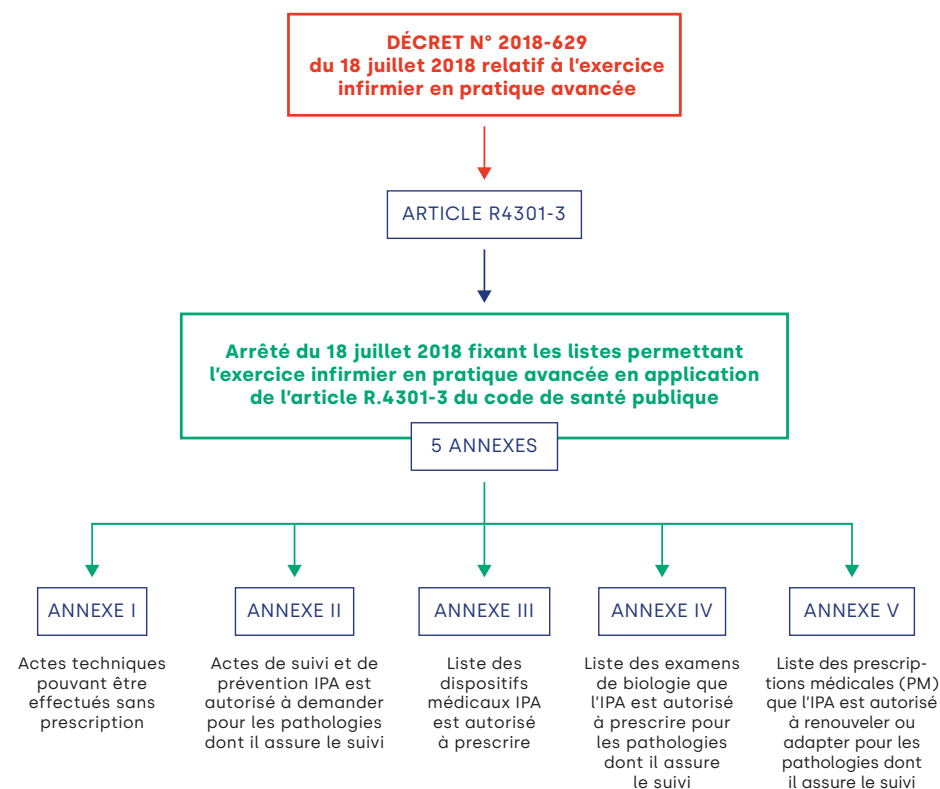 DÉCRET N° 2018-629
du 18 juillet 2018 relatif à l'exercice
infirmier en pratique avancée
ARTICLE R4301-3
Arrêté du 18 juillet 2018 fixant les listes permettant
l'exercice infirmier en pratique avancée en application
de l'article R.4301-3 du code de santé publique
5 ANNEXES
ANNEXE I
Actes techniques
pouvant être
effectués sans
prescription
ANNEXE II
Actes de suivi et de
prévention IPA est
autorisé à demander
pour les pathologies
dont il assure le suivi
ANNEXE III
Liste des
dispositifs
médicaux IPA
est autorisé
à prescrire
ANNEXE IV
Liste des examens
de biologie que
l'IPA est autorisé
à prescrire pour
les pathologies
dont il assure
le suivi
ANNEXE V
Liste des prescrip-
tions médicales (PM)
que l'IPA est autorisé
à renouveler ou
adapter pour les
pathologies dont
il assure le suivi